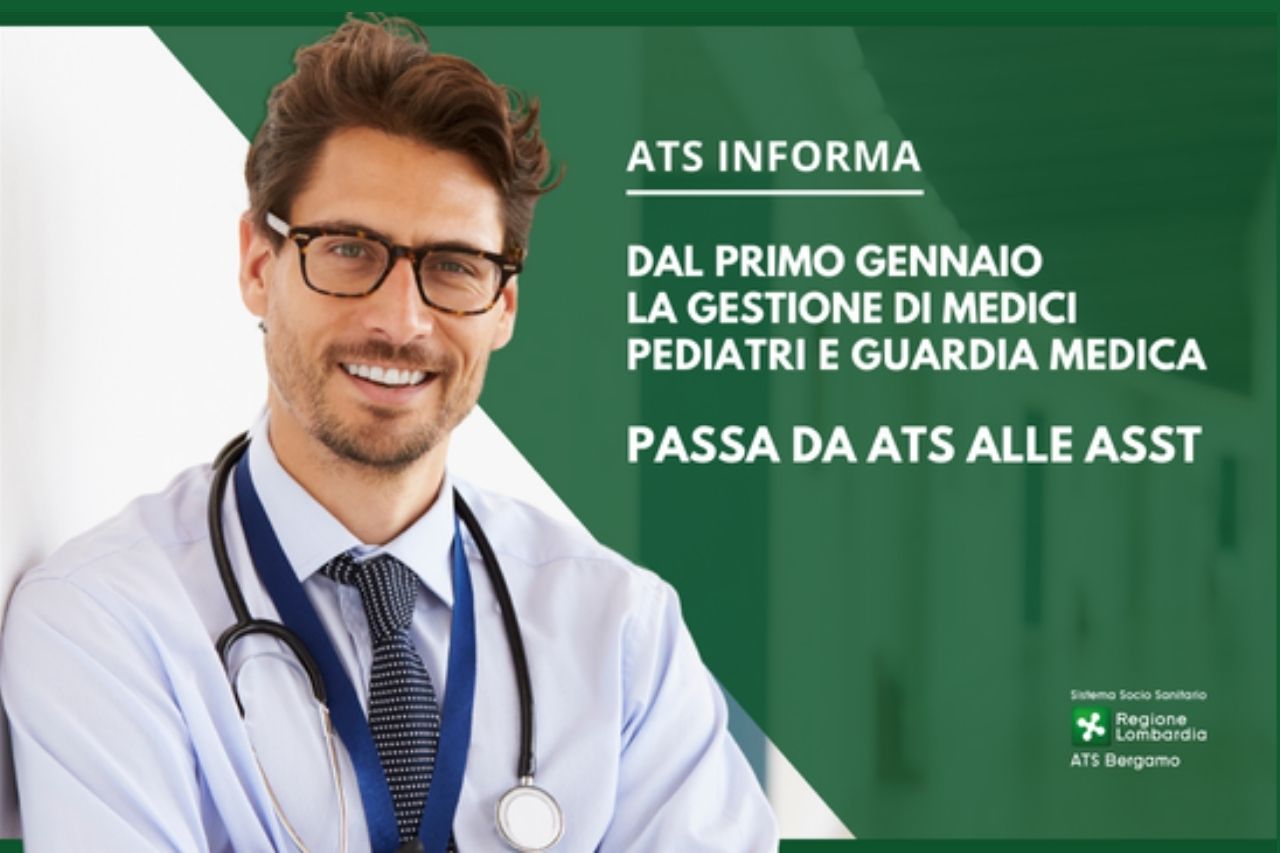 ATS INFORMA
DAL PRIMO GENNAIO
LA GESTIONE DI MEDICI
PEDIATRI E GUARDIA MEDICA
PASSA DA ATS ALLE ASST
Sistema Socio Sanitario
Regione
Lombardia
ATS Bergamo